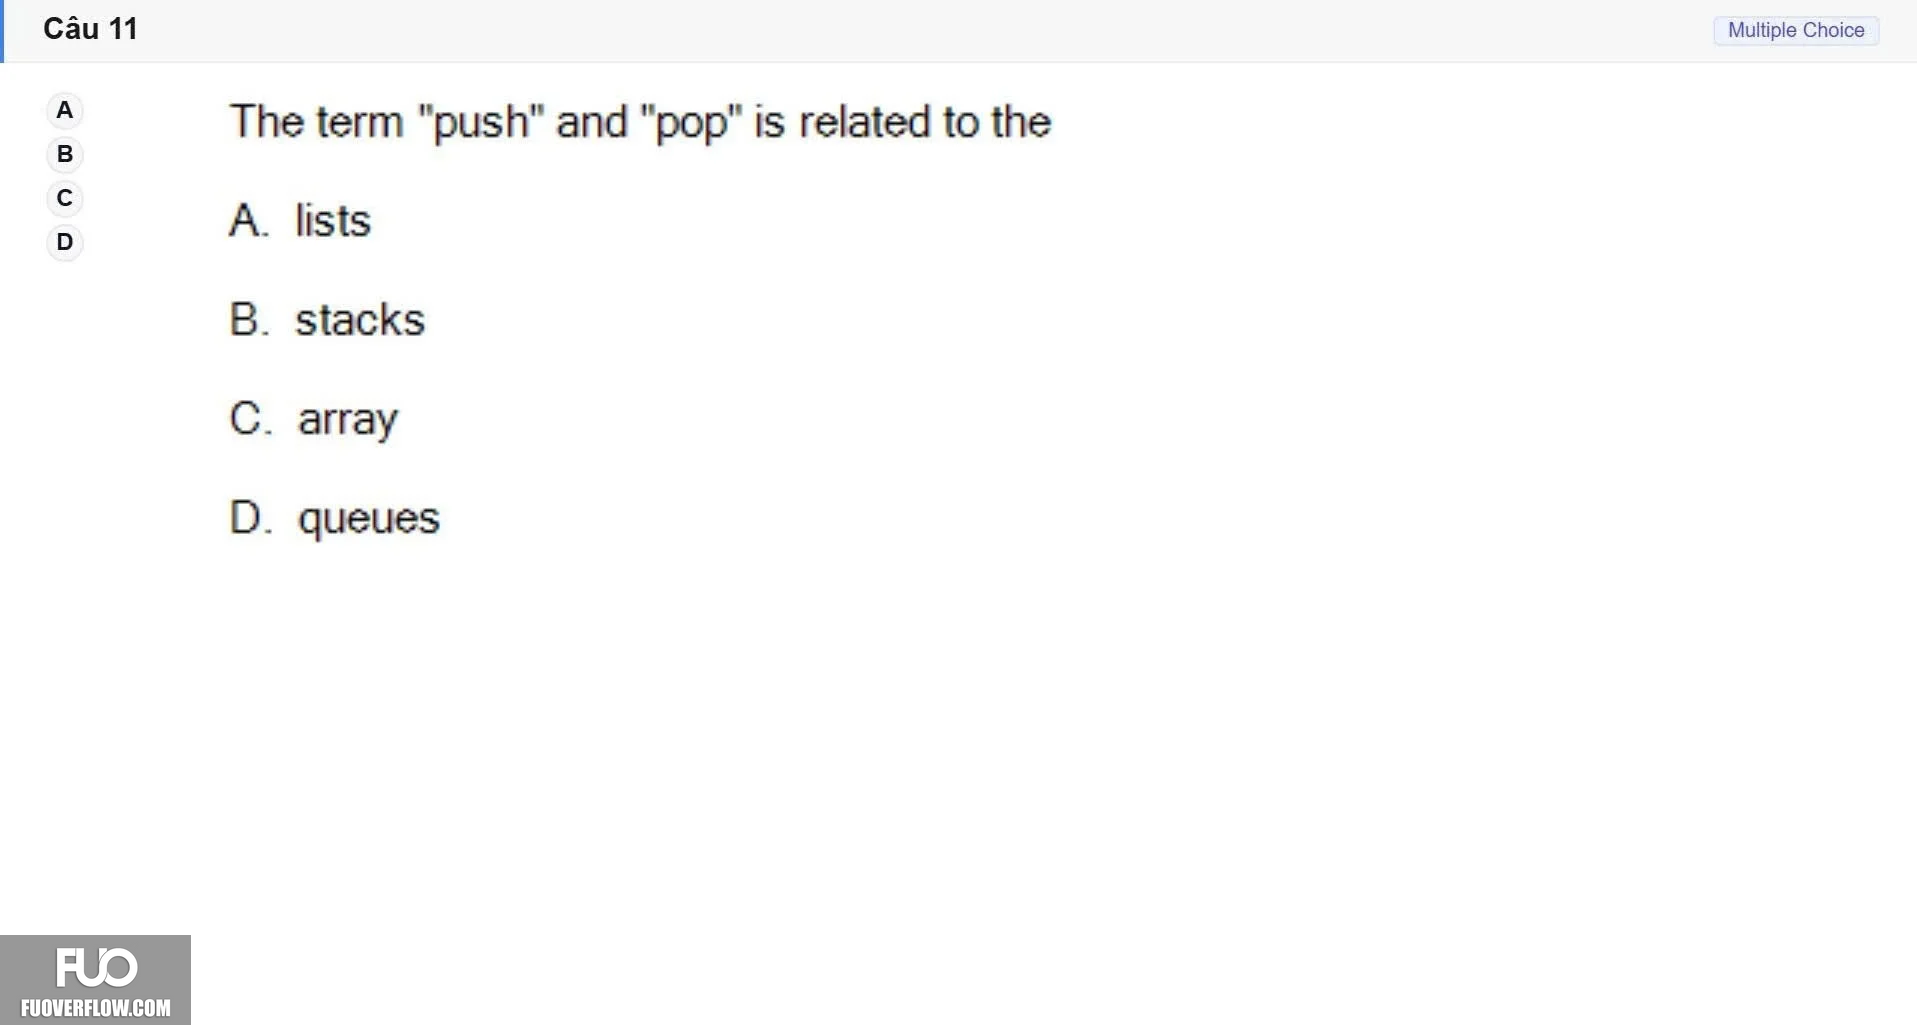 Câu 11
Multiple Choice
A
B
C
D
The term "push" and "pop" is related to the
A. lists
B. stacks
C. array
D. queues
FUO
FUOVERFLOW.COM